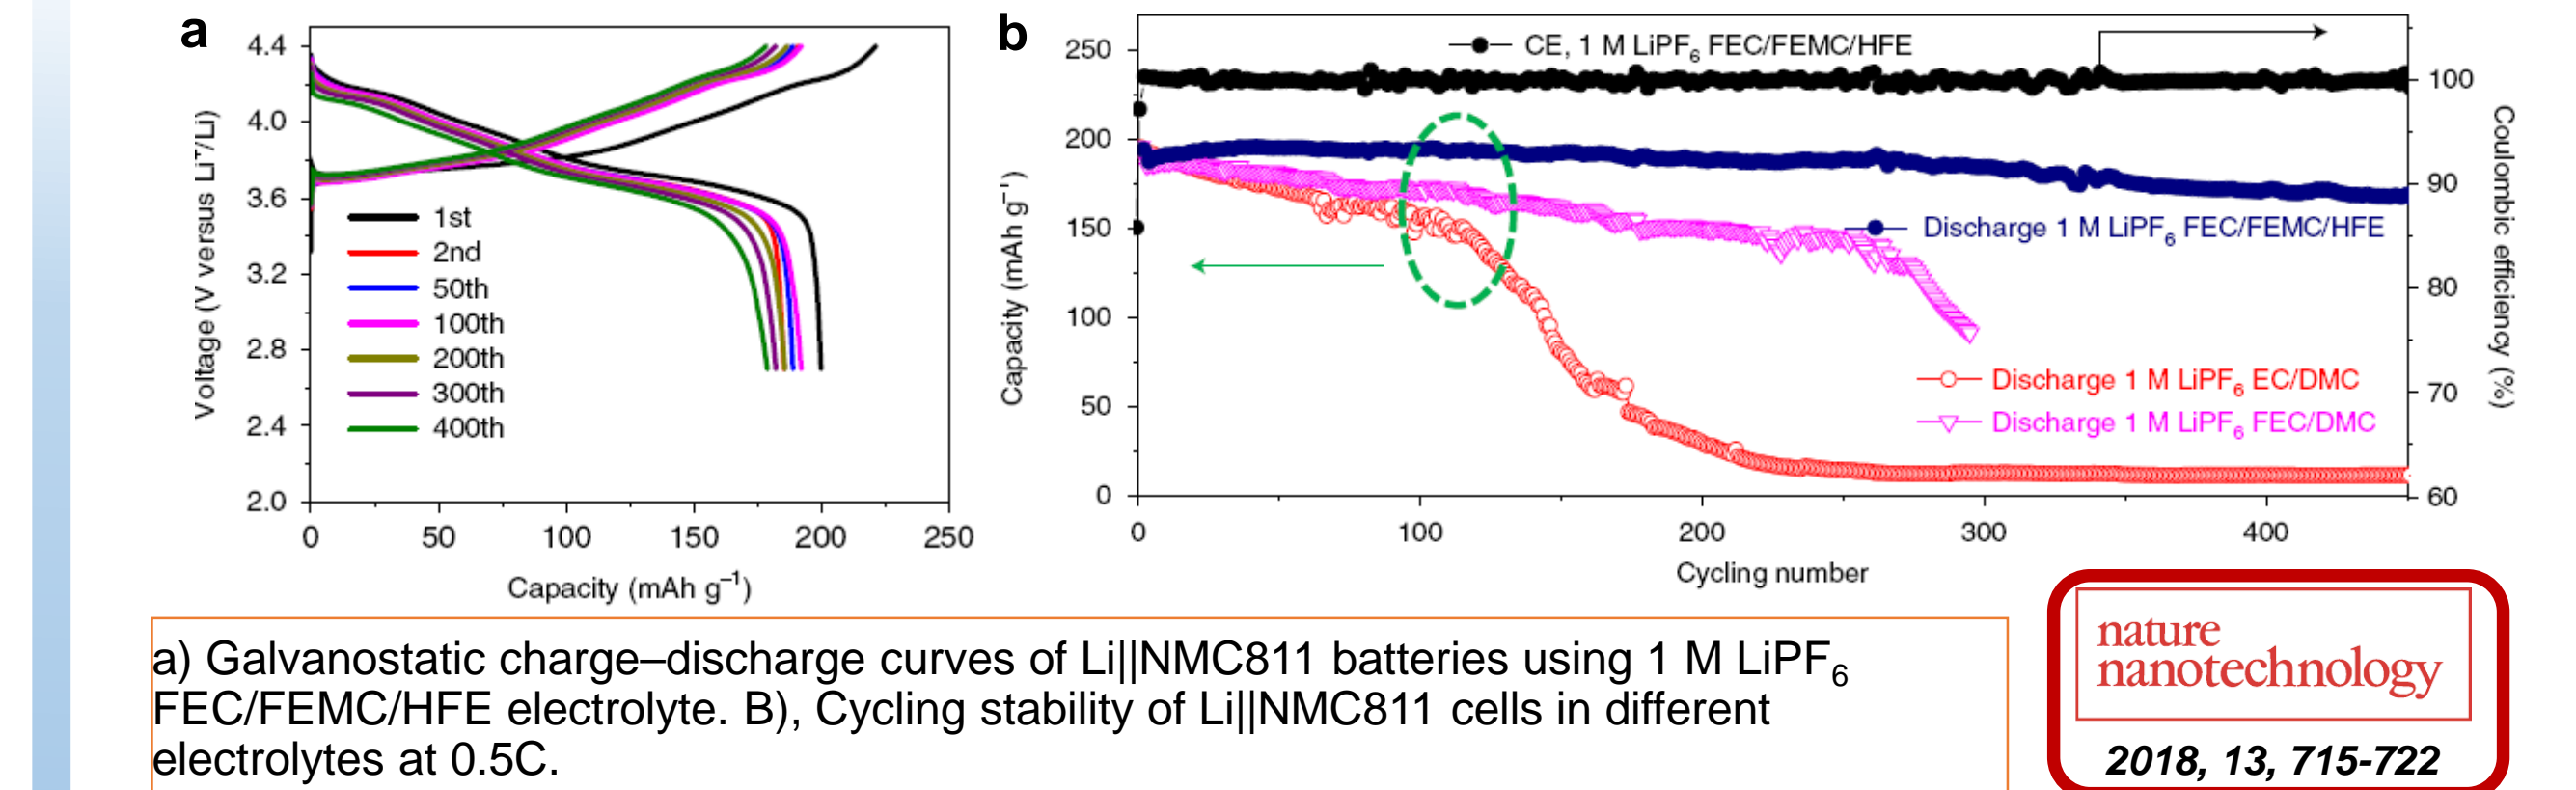 a
4.4
4.0
3.6
3.2
2.8
2.4
2.0
Voltage (V versus Li⁺/Li)
1st
2nd
50th
100th
200th
300th
400th
0 50 100 150 200 250
Capacity (mAh g⁻¹)
b
250
200
150
100
50
0
Capacity (mAh g⁻¹)
CE, 1 M LiPF₆ FEC/FEMC/HFE
Discharge 1 M LiPF₆ FEC/FEMC/HFE
Discharge 1 M LiPF₆ EC/DMC
Discharge 1 M LiPF₆ FEC/DMC
100
90
80
70
60
Coulombic efficiency (%)
0 100 200 300 400
Cycling number
a) Galvanostatic charge–discharge curves of Li||NMC811 batteries using 1 M LiPF₆
FEC/FEMC/HFE electrolyte. B), Cycling stability of Li||NMC811 cells in different
electrolytes at 0.5C.
nature
nanotechnology
2018, 13, 715-722